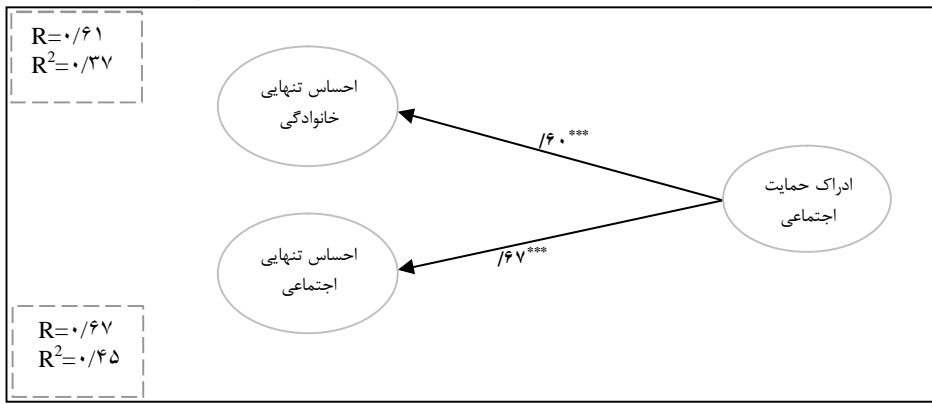 R=۰/۶۱
R²=۰/۳۷
احساس تنهایی
خانوادگی
/۶۰***
ادراک حمایت
اجتماعی
/۶۷***
احساس تنهایی
اجتماعی
R=۰/۶۷
R²=۰/۴۵